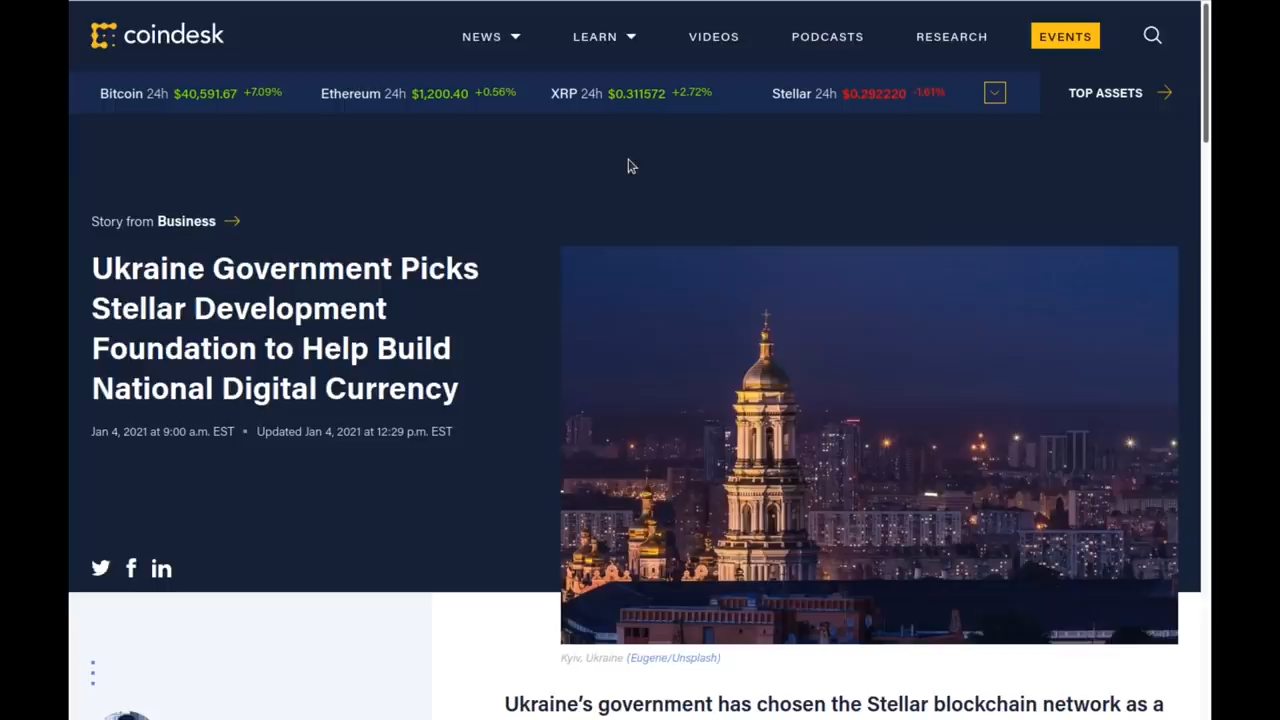 coindesk NEWS LEARN VIDEOS PODCASTS RESEARCH EVENTS
Bitcoin 24h $40,591.67 +7.09% Ethereum 24h $1,200.40 +0.56% XRP 24h $0.311572 +2.72% Stellar 24h $0.292220 -1.61% TOP ASSETS
Story from Business
Ukraine Government Picks
Stellar Development
Foundation to Help Build
National Digital Currency
Jan 4, 2021 at 9:00 a.m. EST • Updated Jan 4, 2021 at 12:29 p.m. EST
Kyiv, Ukraine (Eugene/Unsplash)
Ukraine’s government has chosen the Stellar blockchain network as a